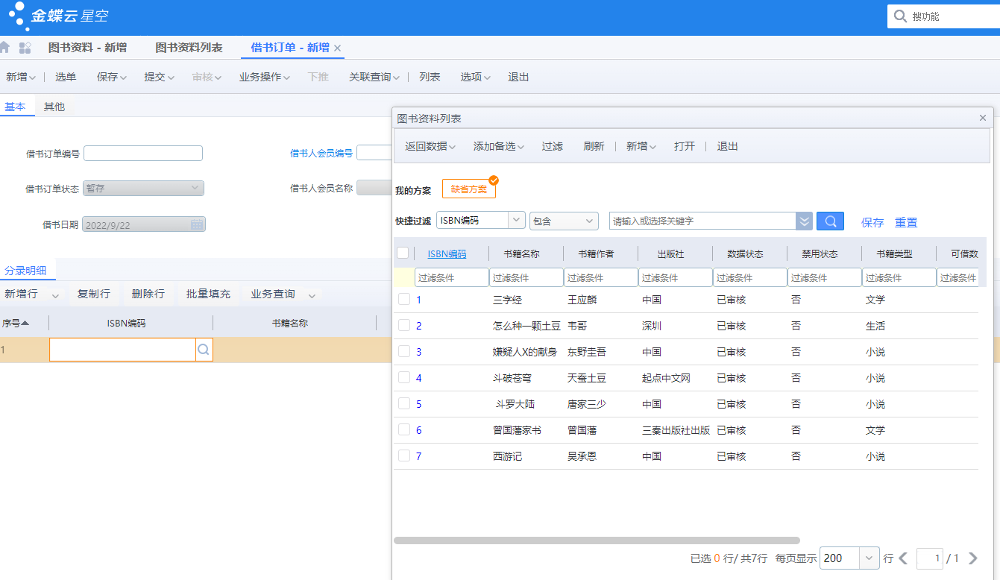 金蝶云 星空
搜功能
图书资料 - 新增 图书资料列表 借书订单 - 新增
新增 选单 保存 提交 审核 业务操作 下推 关联查询 列表 选项 退出
基本 其他
借书订单编号 借书人会员编号
借书订单状态 暂存 借书人会员名称
借书日期 2022/9/22
分录明细
新增行 复制行 删除行 批量填充 业务查询
序号 ISBN编码 书籍名称
1
图书资料列表
返回数据 添加备选 过滤 刷新 新增 打开 退出
我的方案 缺省方案
快捷过滤 ISBN编码 包含 请输入或选择关键字 保存 重置
ISBN编码 书籍名称 书籍作者 出版社 数据状态 禁用状态 书籍类型 可借数
过滤条件 过滤条件 过滤条件 过滤条件 过滤条件 过滤条件 过滤条件 过滤条件
1 三字经 王应麟 中国 已审核 否 文学
2 怎么种一颗土豆 韦哥 深圳 已审核 否 生活
3 嫌疑人X的献身 东野圭吾 中国 已审核 否 小说
4 斗破苍穹 天蚕土豆 起点中文网 已审核 否 小说
5 斗罗大陆 唐家三少 中国 已审核 否 小说
6 曾国藩家书 曾国藩 三秦出版社出版 已审核 否 文学
7 西游记 吴承恩 中国 已审核 否 小说
已选 0 行/ 共7行 每页显示 200 行 1 / 1